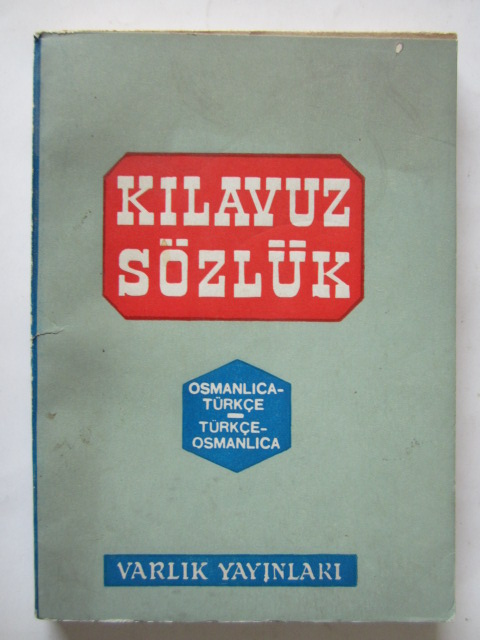 KILAVUZ
SÖZLÜK
OSMANLICA-
TÜRKÇE
TÜRKÇE-
OSMANLICA
VARLIK YAYINLARI